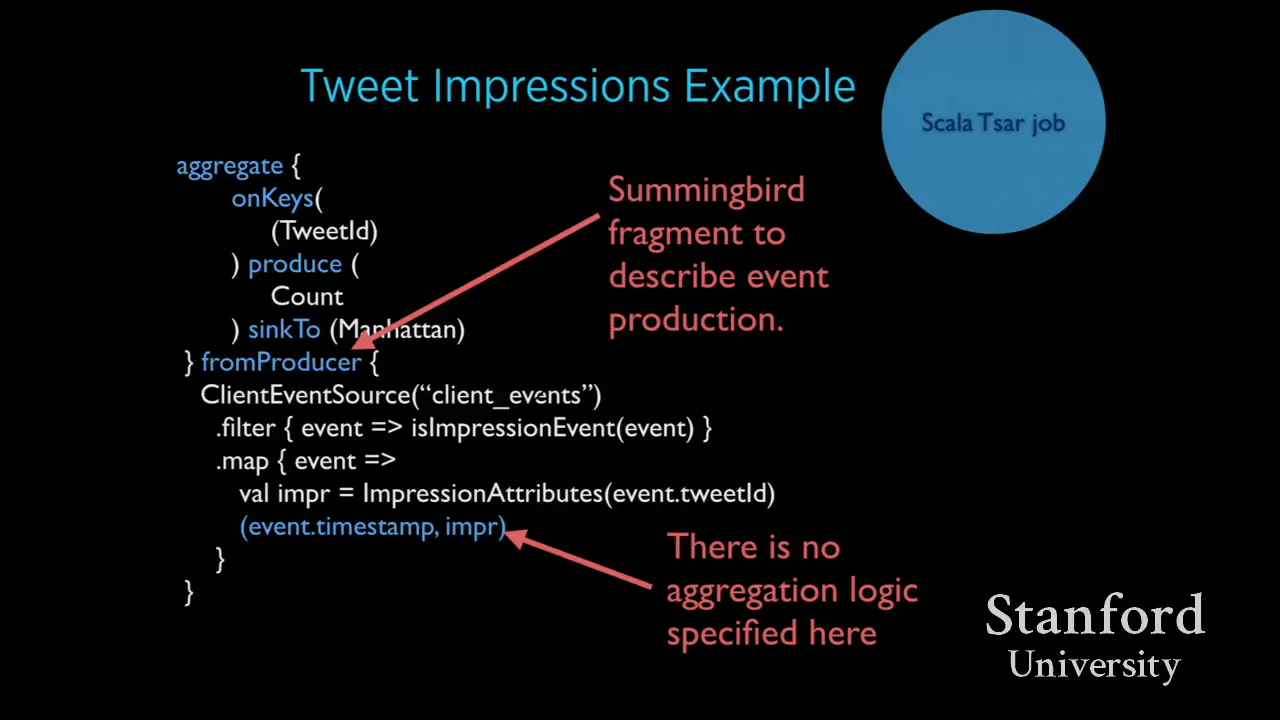 Tweet Impressions Example
Scala Tsar job
aggregate {
onKeys(
(TweetId)
) produce (
Count
) sinkTo (Manhattan)
} fromProducer {
ClientEventSource(“client_events”)
.filter { event => isImpressionEvent(event) }
.map { event =>
val impr = ImpressionAttributes(event.tweetId)
(event.timestamp, impr)
}
}
Summingbird
fragment to
describe event
production.
There is no
aggregation logic
specified here
Stanford
University